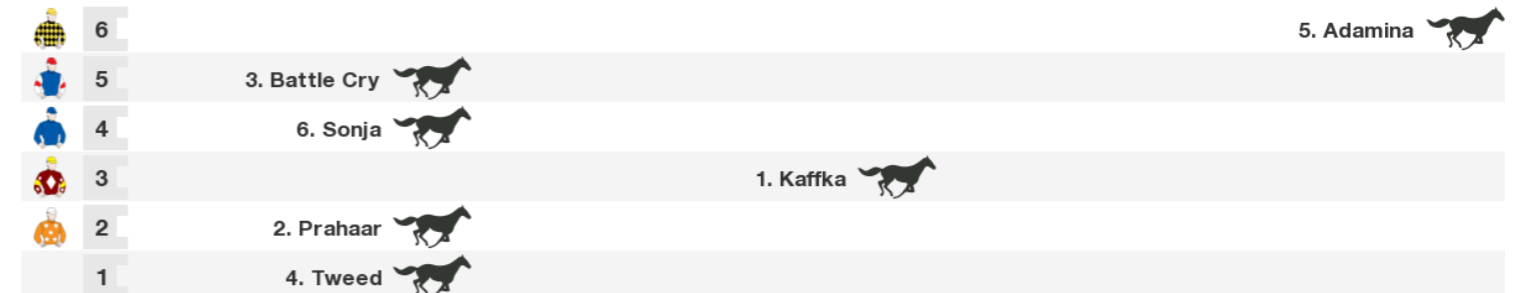 6 5. Adamina
5 3. Battle Cry
4 6. Sonja
3 1. Kaffka
2 2. Prahaar
1 4. Tweed